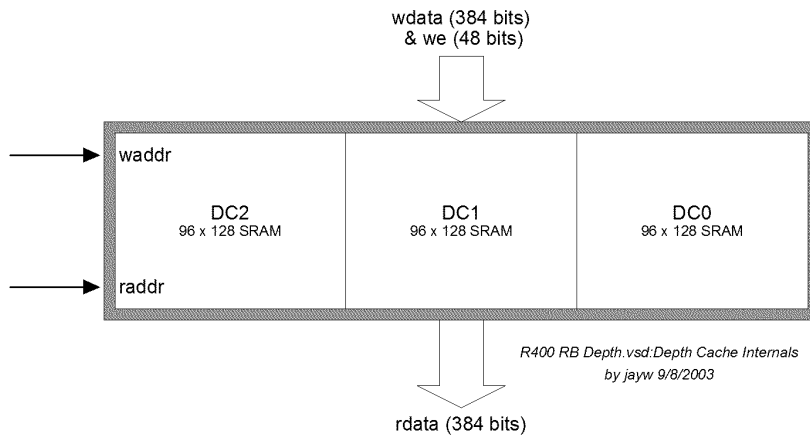 wdata (384 bits)
& we (48 bits)
waddr
DC2
96 x 128 SRAM
DC1
96 x 128 SRAM
DC0
96 x 128 SRAM
raddr
R400 RB Depth.vsd:Depth Cache Internals
by jayw 9/8/2003
rdata (384 bits)